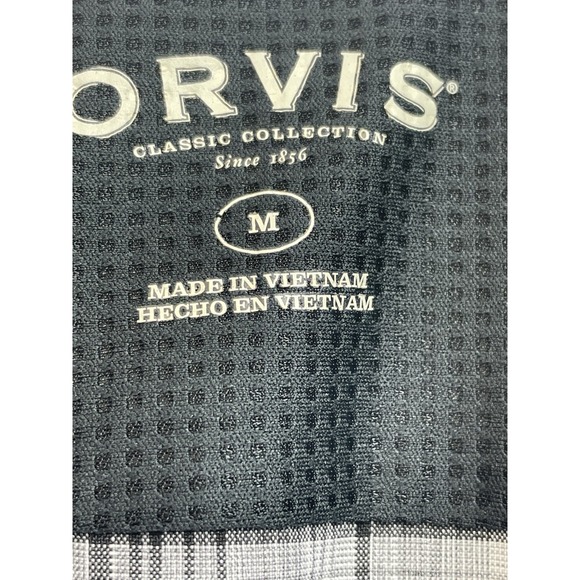 ORVIS®
CLASSIC COLLECTION
Since 1856
M
MADE IN VIETNAM
HECHO EN VIETNAM